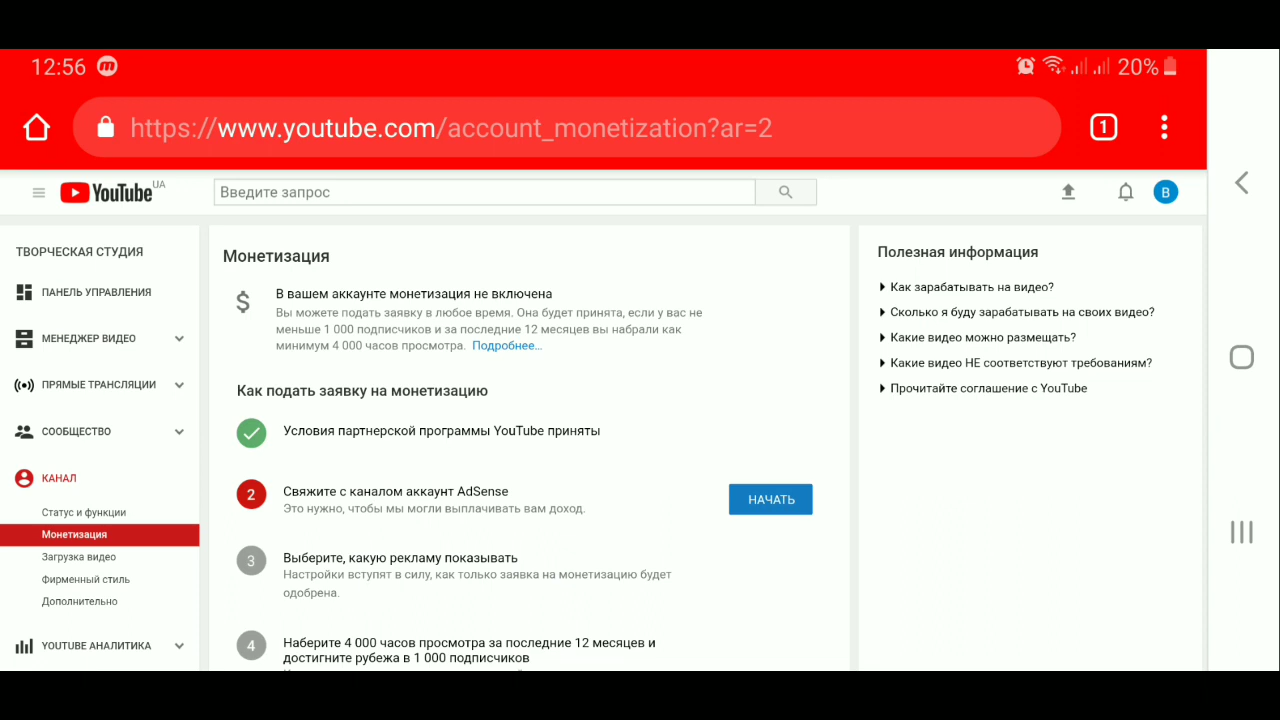 12:56
20%
https://www.youtube.com/account_monetization?ar=2
1
YouTube UA
Введите запрос
B
ТВОРЧЕСКАЯ СТУДИЯ
ПАНЕЛЬ УПРАВЛЕНИЯ
МЕНЕДЖЕР ВИДЕО
ПРЯМЫЕ ТРАНСЛЯЦИИ
СООБЩЕСТВО
КАНАЛ
Статус и функции
Монетизация
Загрузка видео
Фирменный стиль
Дополнительно
YOUTUBE АНАЛИТИКА
Монетизация
$
В вашем аккаунте монетизация не включена
Вы можете подать заявку в любое время. Она будет принята, если у вас не
меньше 1 000 подписчиков и за последние 12 месяцев вы набрали как
минимум 4 000 часов просмотра. Подробнее...
Как подать заявку на монетизацию
Условия партнерской программы YouTube приняты
2
Свяжите с каналом аккаунт AdSense
Это нужно, чтобы мы могли выплачивать вам доход.
НАЧАТЬ
3
Выберите, какую рекламу показывать
Настройки вступят в силу, как только заявка на монетизацию будет
одобрена.
4
Наберите 4 000 часов просмотра за последние 12 месяцев и
достигните рубежа в 1 000 подписчиков
Полезная информация
Как зарабатывать на видео?
Сколько я буду зарабатывать на своих видео?
Какие видео можно размещать?
Какие видео НЕ соответствуют требованиям?
Прочитайте соглашение с YouTube